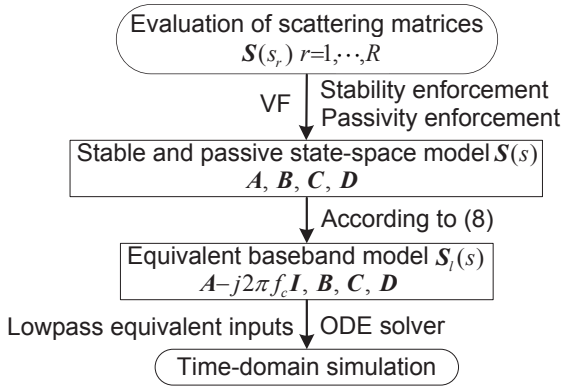 Evaluation of scattering matrices
S(s_r) r=1,⋯,R
VF
Stability enforcement
Passivity enforcement
Stable and passive state-space model S(s)
A, B, C, D
According to (8)
Equivalent baseband model S_l(s)
A−j2πf_cI, B, C, D
Lowpass equivalent inputs
ODE solver
Time-domain simulation